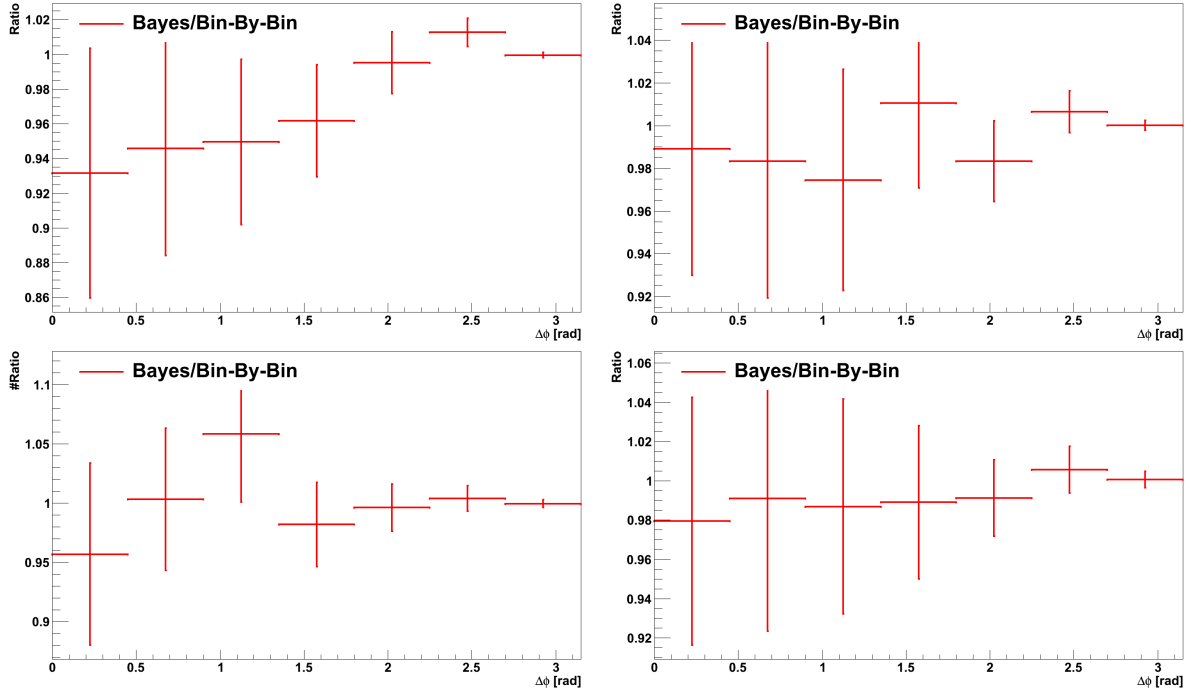 Ratio
Bayes/Bin-By-Bin
1.02
1
0.98
0.96
0.94
0.92
0.9
0.88
0.86
0 0.5 1 1.5 2 2.5 3
Δϕ [rad]
Ratio
Bayes/Bin-By-Bin
1.04
1.02
1
0.98
0.96
0.94
0.92
0 0.5 1 1.5 2 2.5 3
Δϕ [rad]
#Ratio
Bayes/Bin-By-Bin
1.1
1.05
1
0.95
0.9
0 0.5 1 1.5 2 2.5 3
Δϕ [rad]
Ratio
Bayes/Bin-By-Bin
1.06
1.04
1.02
1
0.98
0.96
0.94
0.92
0 0.5 1 1.5 2 2.5 3
Δϕ [rad]